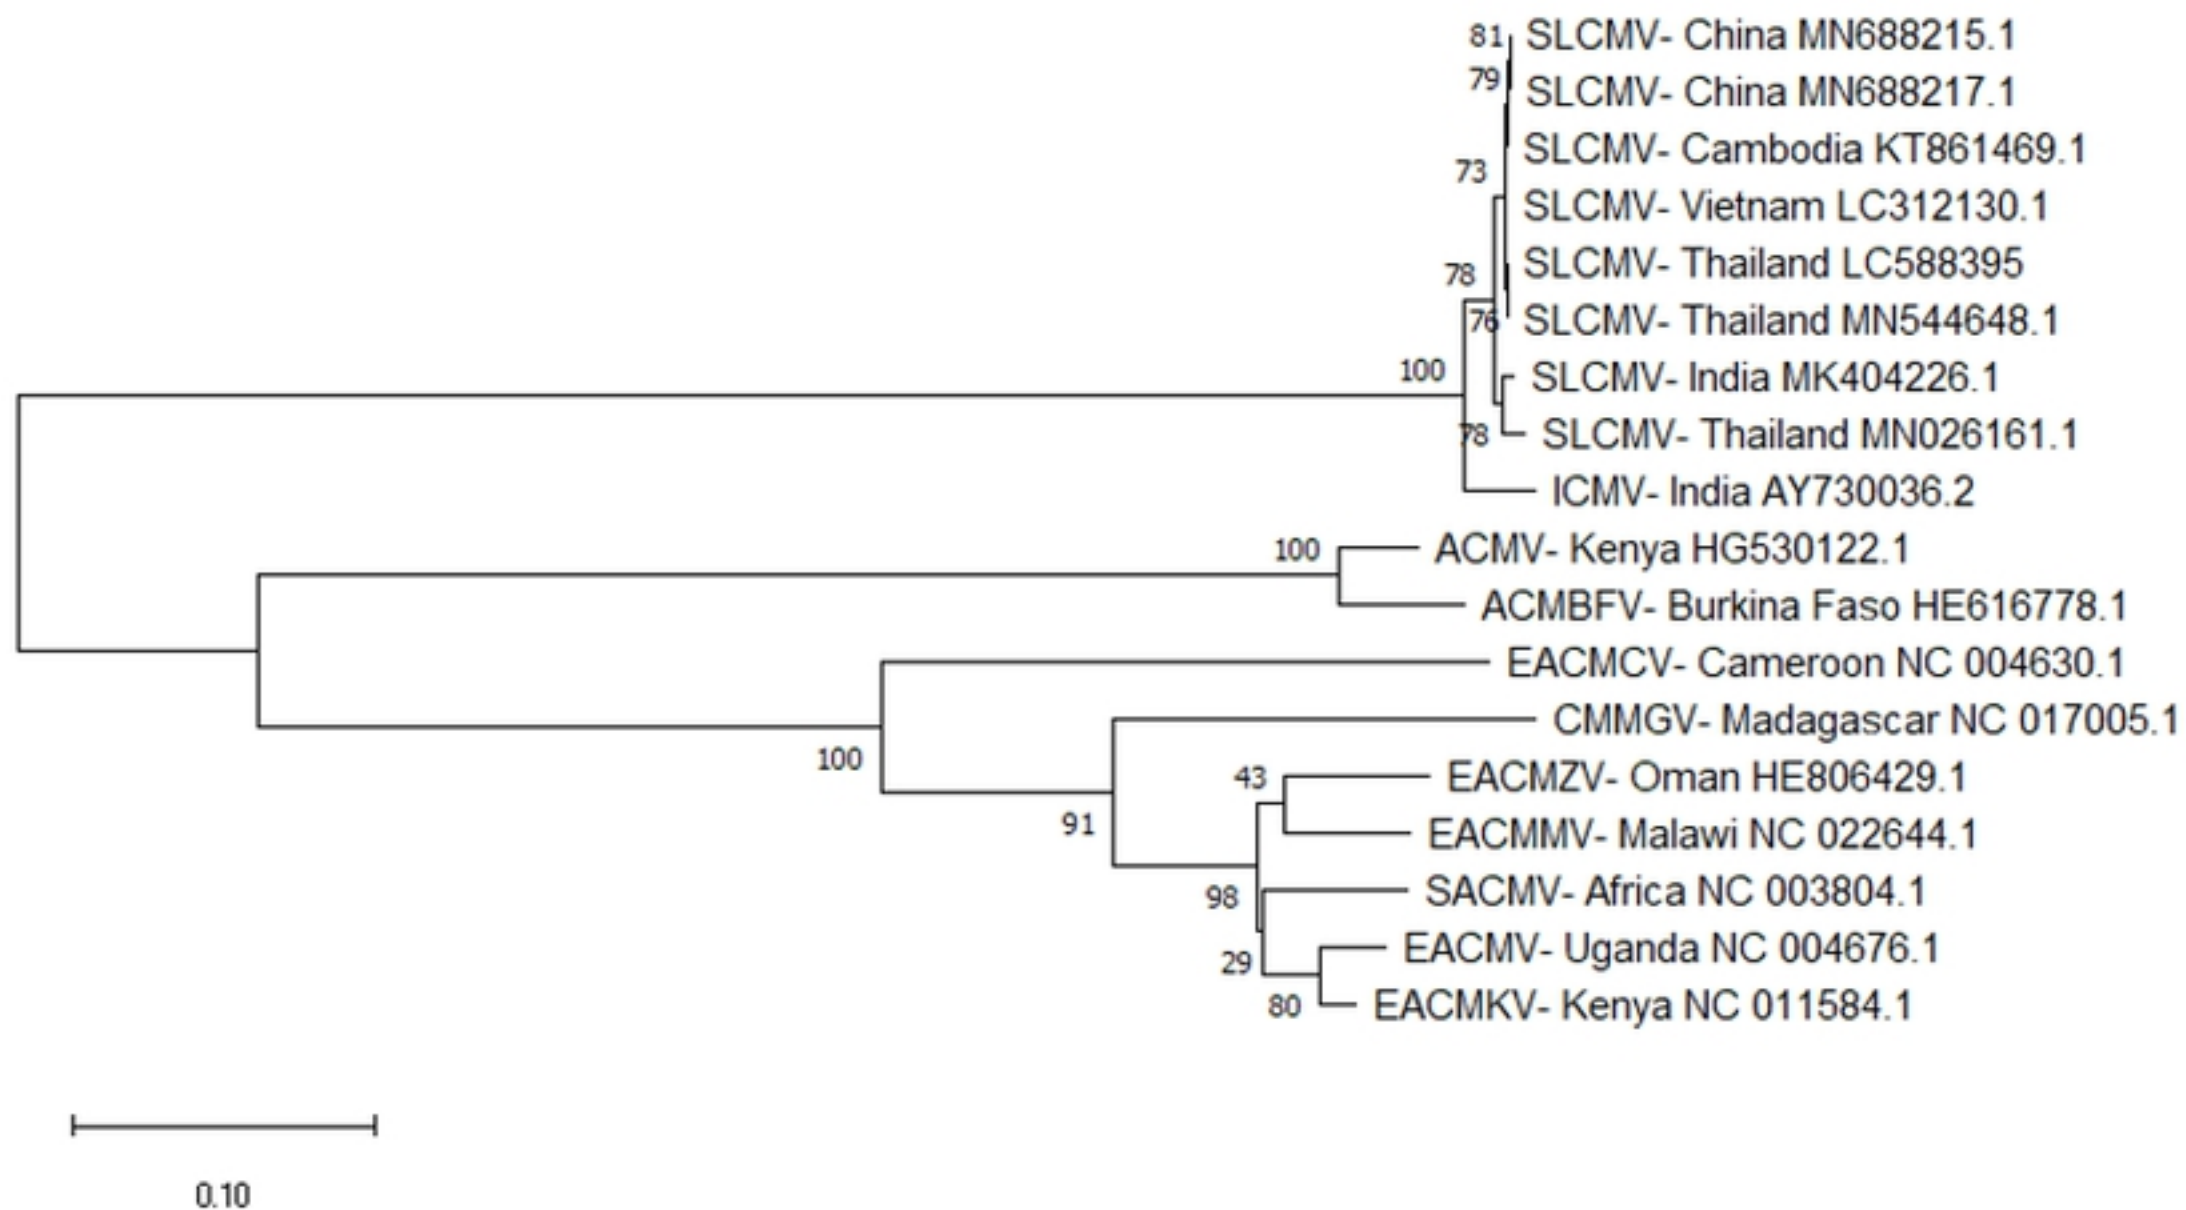 81 SLCMV- China MN688215.1
79 SLCMV- China MN688217.1
SLCMV- Cambodia KT861469.1
73
SLCMV- Vietnam LC312130.1
SLCMV- Thailand LC588395
78
76 SLCMV- Thailand MN544648.1
100 SLCMV- India MK404226.1
78 SLCMV- Thailand MN026161.1
ICMV- India AY730036.2
100 ACMV- Kenya HG530122.1
ACMBFV- Burkina Faso HE616778.1
EACMCV- Cameroon NC 004630.1
CMMGV- Madagascar NC 017005.1
100
43 EACMZV- Oman HE806429.1
91 EACMMV- Malawi NC 022644.1
98 SACMV- Africa NC 003804.1
EACMV- Uganda NC 004676.1
29
80 EACMKV- Kenya NC 011584.1
0.10